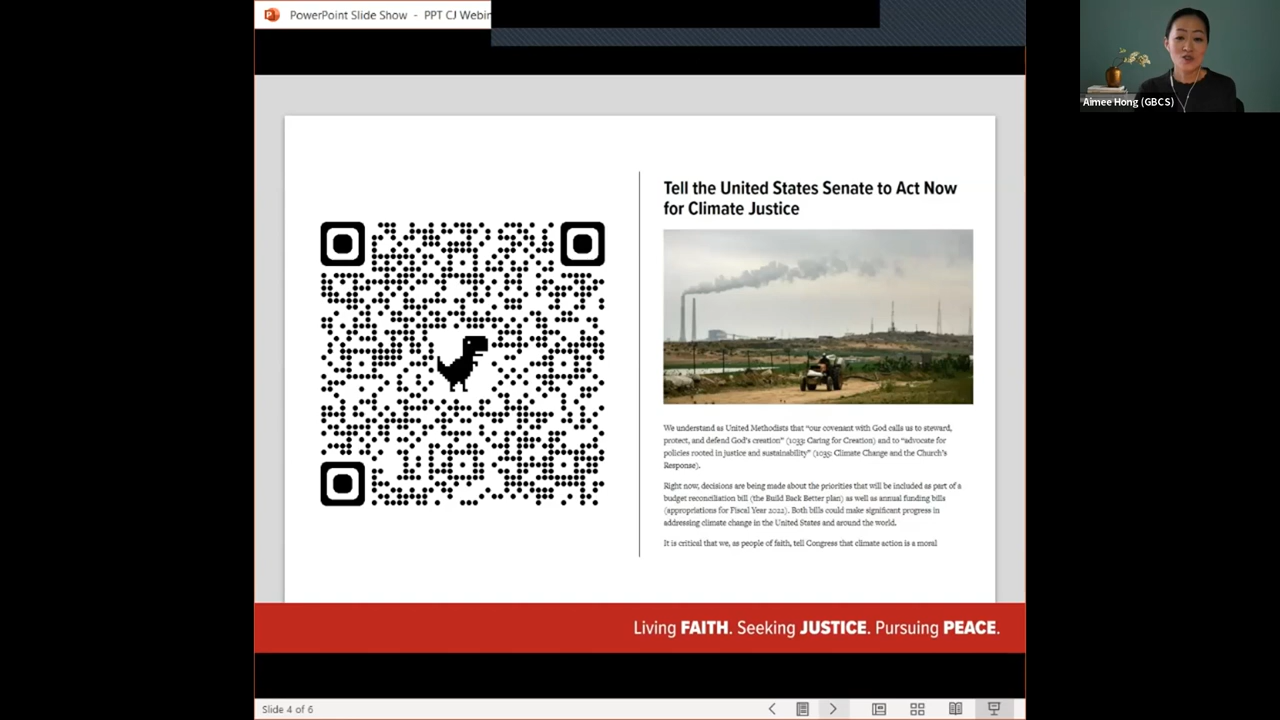 PowerPoint Slide Show - PPT CJ Webin
Aimee Hong (GBCS)
Tell the United States Senate to Act Now
for Climate Justice
We understand as United Methodists that “our covenant with God calls us to steward,
protect, and defend God’s creation” (1033: Caring for Creation) and to “advocate for
policies rooted in justice and sustainability” (1035: Climate Change and the Church’s
Response).
Right now, decisions are being made about the priorities that will be included as part of a
budget reconciliation bill (the Build Back Better plan) as well as annual funding bills
(appropriations for Fiscal Year 2022). Both bills could make significant progress in
addressing climate change in the United States and around the world.
It is critical that we, as people of faith, tell Congress that climate action is a moral
Living FAITH. Seeking JUSTICE. Pursuing PEACE.
Slide 4 of 6